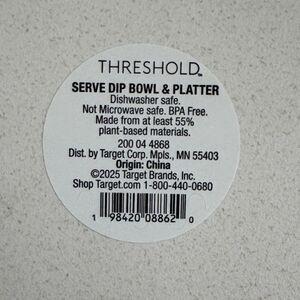 THRESHOLD™
SERVE DIP BOWL & PLATTER
Dishwasher safe.
Not Microwave safe. BPA Free.
Made from at least 55%
plant-based materials.
200 04 4868
Dist. by Target Corp. Mpls., MN 55403
Origin: China
©2025 Target Brands, Inc.
Shop Target.com 1-800-440-0680
1 98420 08862 0